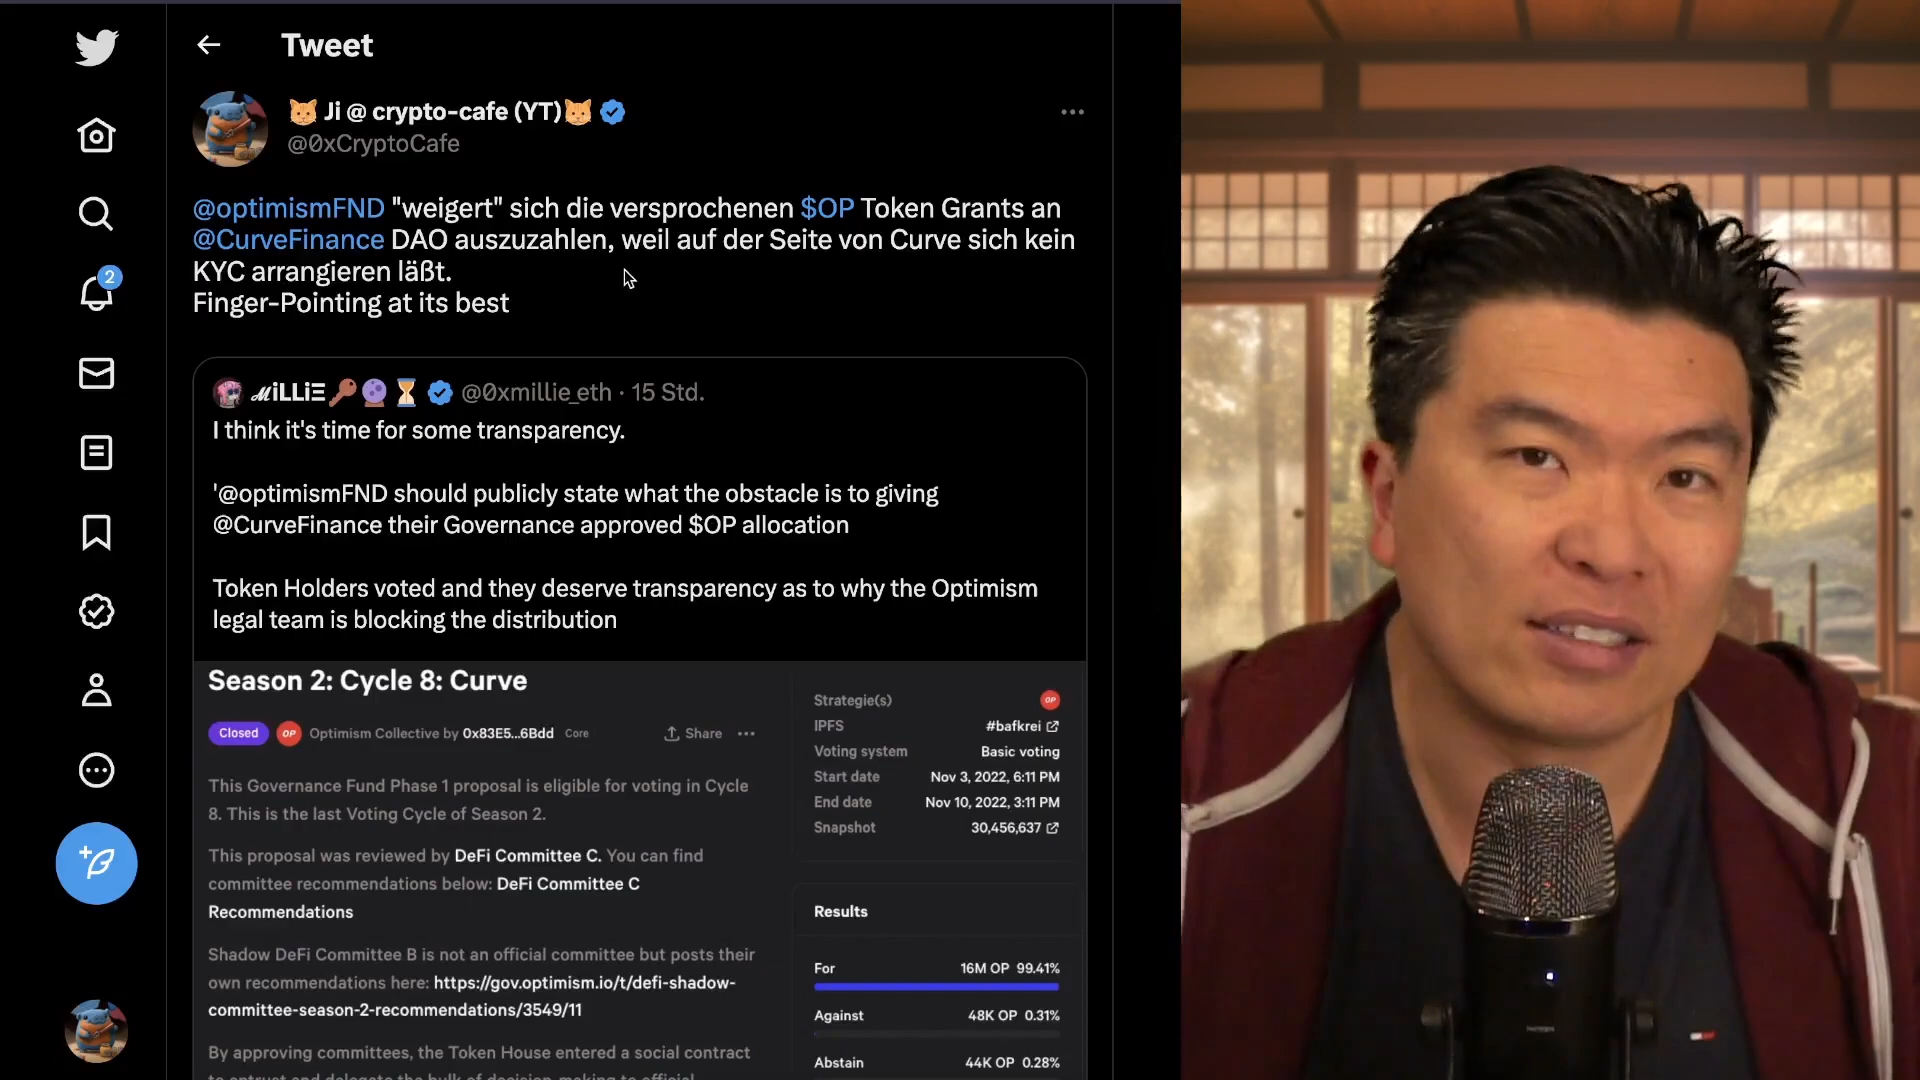 Tweet
Ji @ crypto-cafe (YT)
@0xCryptoCafe
@optimismFND "weigert" sich die versprochenen $OP Token Grants an
@CurveFinance DAO auszuzahlen, weil auf der Seite von Curve sich kein
KYC arrangieren läßt.
Finger-Pointing at its best
2
ℳiLLiΞ @0xmillie_eth · 15 Std.
I think it's time for some transparency.
'@optimismFND should publicly state what the obstacle is to giving
@CurveFinance their Governance approved $OP allocation
Token Holders voted and they deserve transparency as to why the Optimism
legal team is blocking the distribution
Season 2: Cycle 8: Curve
Closed OP Optimism Collective by 0x83E5...6Bdd Core Share
This Governance Fund Phase 1 proposal is eligible for voting in Cycle
8. This is the last Voting Cycle of Season 2.
This proposal was reviewed by DeFi Committee C. You can find
committee recommendations below: DeFi Committee C
Recommendations
Shadow DeFi Committee B is not an official committee but posts their
own recommendations here: https://gov.optimism.io/t/defi-shadow-
committee-season-2-recommendations/3549/11
By approving committees, the Token House entered a social contract
Strategie(s) OP
IPFS #bafkrei
Voting system Basic voting
Start date Nov 3, 2022, 6:11 PM
End date Nov 10, 2022, 3:11 PM
Snapshot 30,456,637
Results
For 16M OP 99.41%
Against 48K OP 0.31%
Abstain 44K OP 0.28%